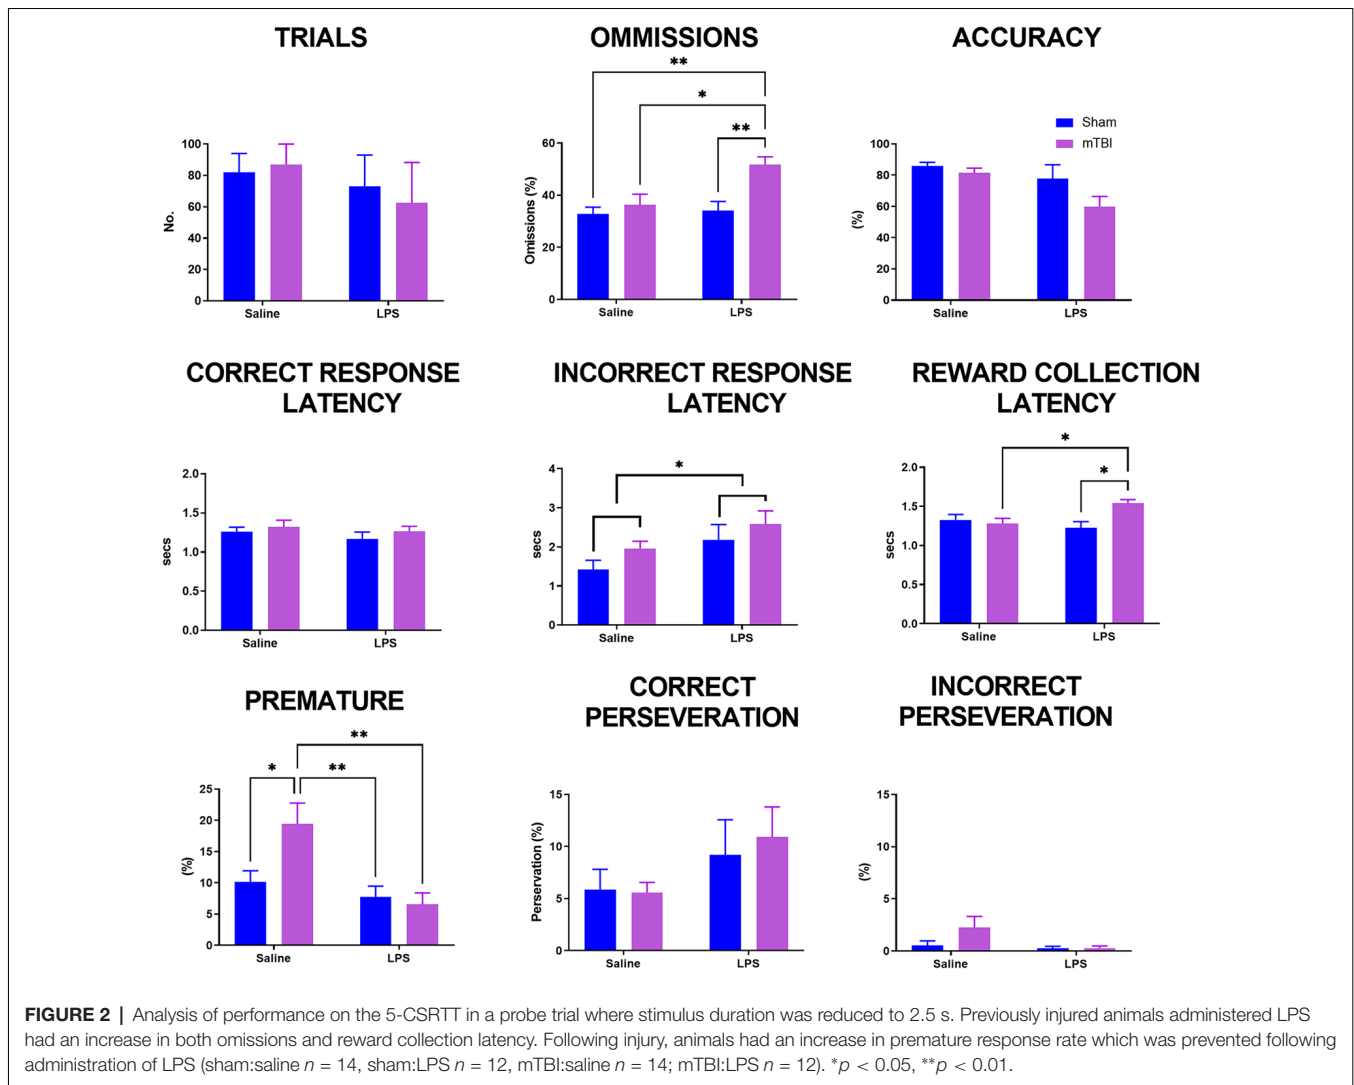 TRIALS
OMMISSIONS
ACCURACY
No.
100
80
60
40
20
0
Saline
LPS
Omissions (%)
60
40
20
0
**
*
**
Saline
LPS
Sham
mTBI
(%)
100
80
60
40
20
0
Saline
LPS
CORRECT RESPONSE
LATENCY
INCORRECT RESPONSE
LATENCY
REWARD COLLECTION
LATENCY
secs
2.0
1.5
1.0
0.5
0.0
Saline
LPS
secs
4
3
2
1
0
*
Saline
LPS
secs
2.0
1.5
1.0
0.5
0.0
*
*
Saline
LPS
PREMATURE
CORRECT
PERSEVERATION
INCORRECT
PERSEVERATION
(%)
25
20
15
10
5
0
**
*
**
Saline
LPS
Perservation (%)
15
10
5
0
Saline
LPS
(%)
15
10
5
0
Saline
LPS
FIGURE 2 | Analysis of performance on the 5-CSRTT in a probe trial where stimulus duration was reduced to 2.5 s. Previously injured animals administered LPS
had an increase in both omissions and reward collection latency. Following injury, animals had an increase in premature response rate which was prevented following
administration of LPS (sham:saline n = 14, sham:LPS n = 12, mTBI:saline n = 14; mTBI:LPS n = 12). *p < 0.05, **p < 0.01.